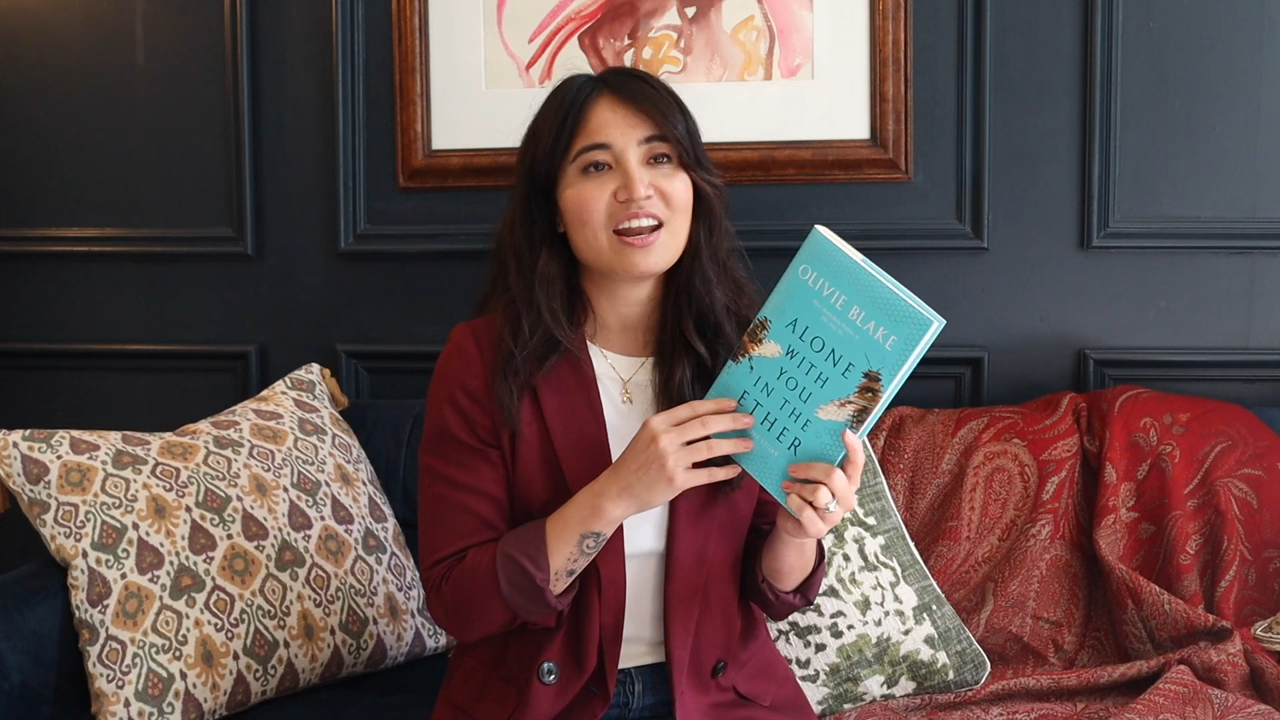 OLIVIE BLAKE
ALONE
WITH
YOU
IN THE
ETHER